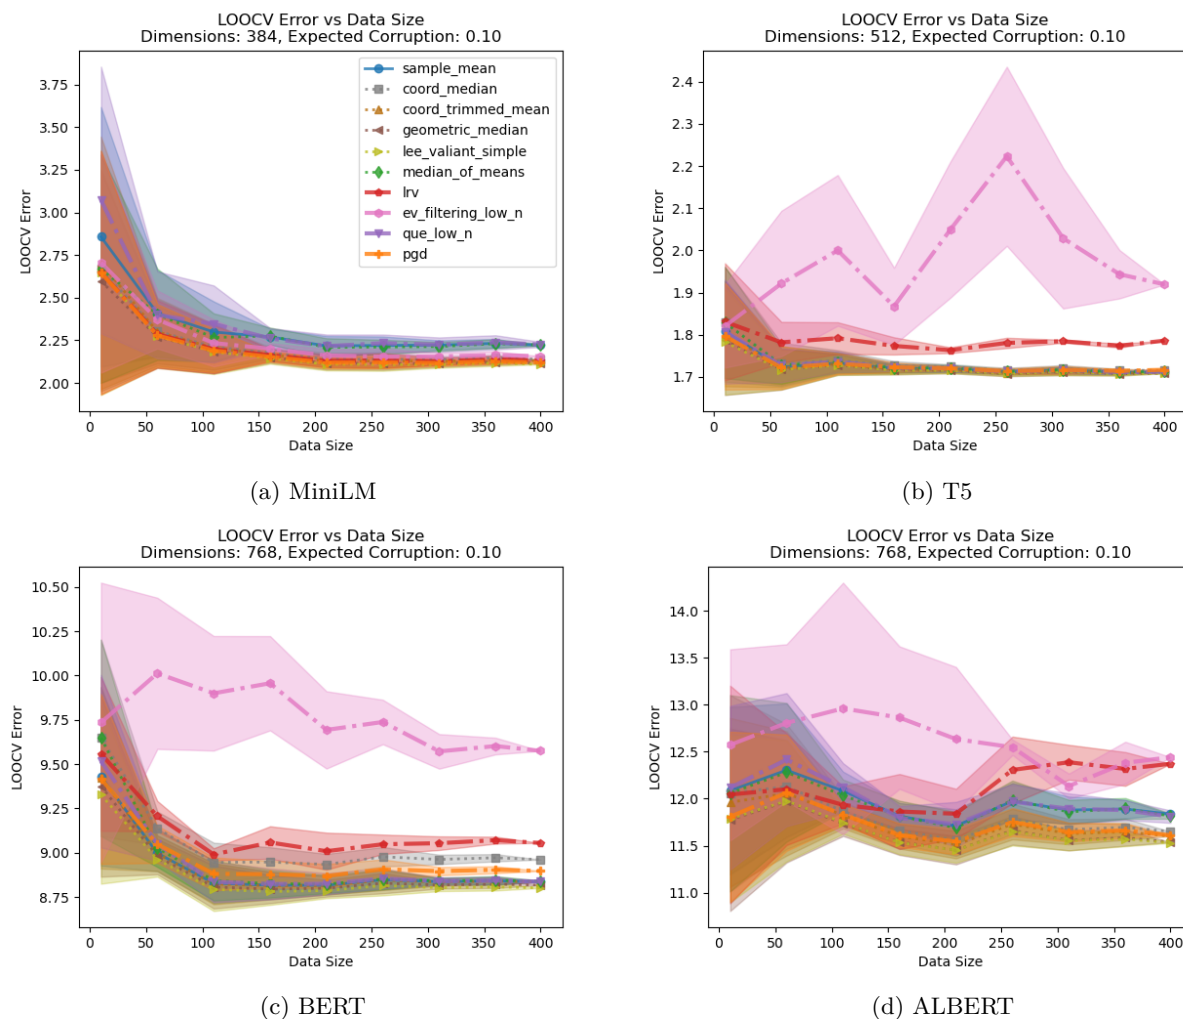 LOOCV Error vs Data Size
Dimensions: 384, Expected Corruption: 0.10
LOOCV Error
3.75
3.50
3.25
3.00
2.75
2.50
2.25
2.00
sample_mean
coord_median
coord_trimmed_mean
geometric_median
lee_valiant_simple
median_of_means
lrv
ev_filtering_low_n
que_low_n
pgd
0 50 100 150 200 250 300 350 400
Data Size
(a) MiniLM
LOOCV Error vs Data Size
Dimensions: 512, Expected Corruption: 0.10
LOOCV Error
2.4
2.3
2.2
2.1
2.0
1.9
1.8
1.7
0 50 100 150 200 250 300 350 400
Data Size
(b) T5
LOOCV Error vs Data Size
Dimensions: 768, Expected Corruption: 0.10
LOOCV Error
10.50
10.25
10.00
9.75
9.50
9.25
9.00
8.75
0 50 100 150 200 250 300 350 400
Data Size
(c) BERT
LOOCV Error vs Data Size
Dimensions: 768, Expected Corruption: 0.10
LOOCV Error
14.0
13.5
13.0
12.5
12.0
11.5
11.0
0 50 100 150 200 250 300 350 400
Data Size
(d) ALBERT